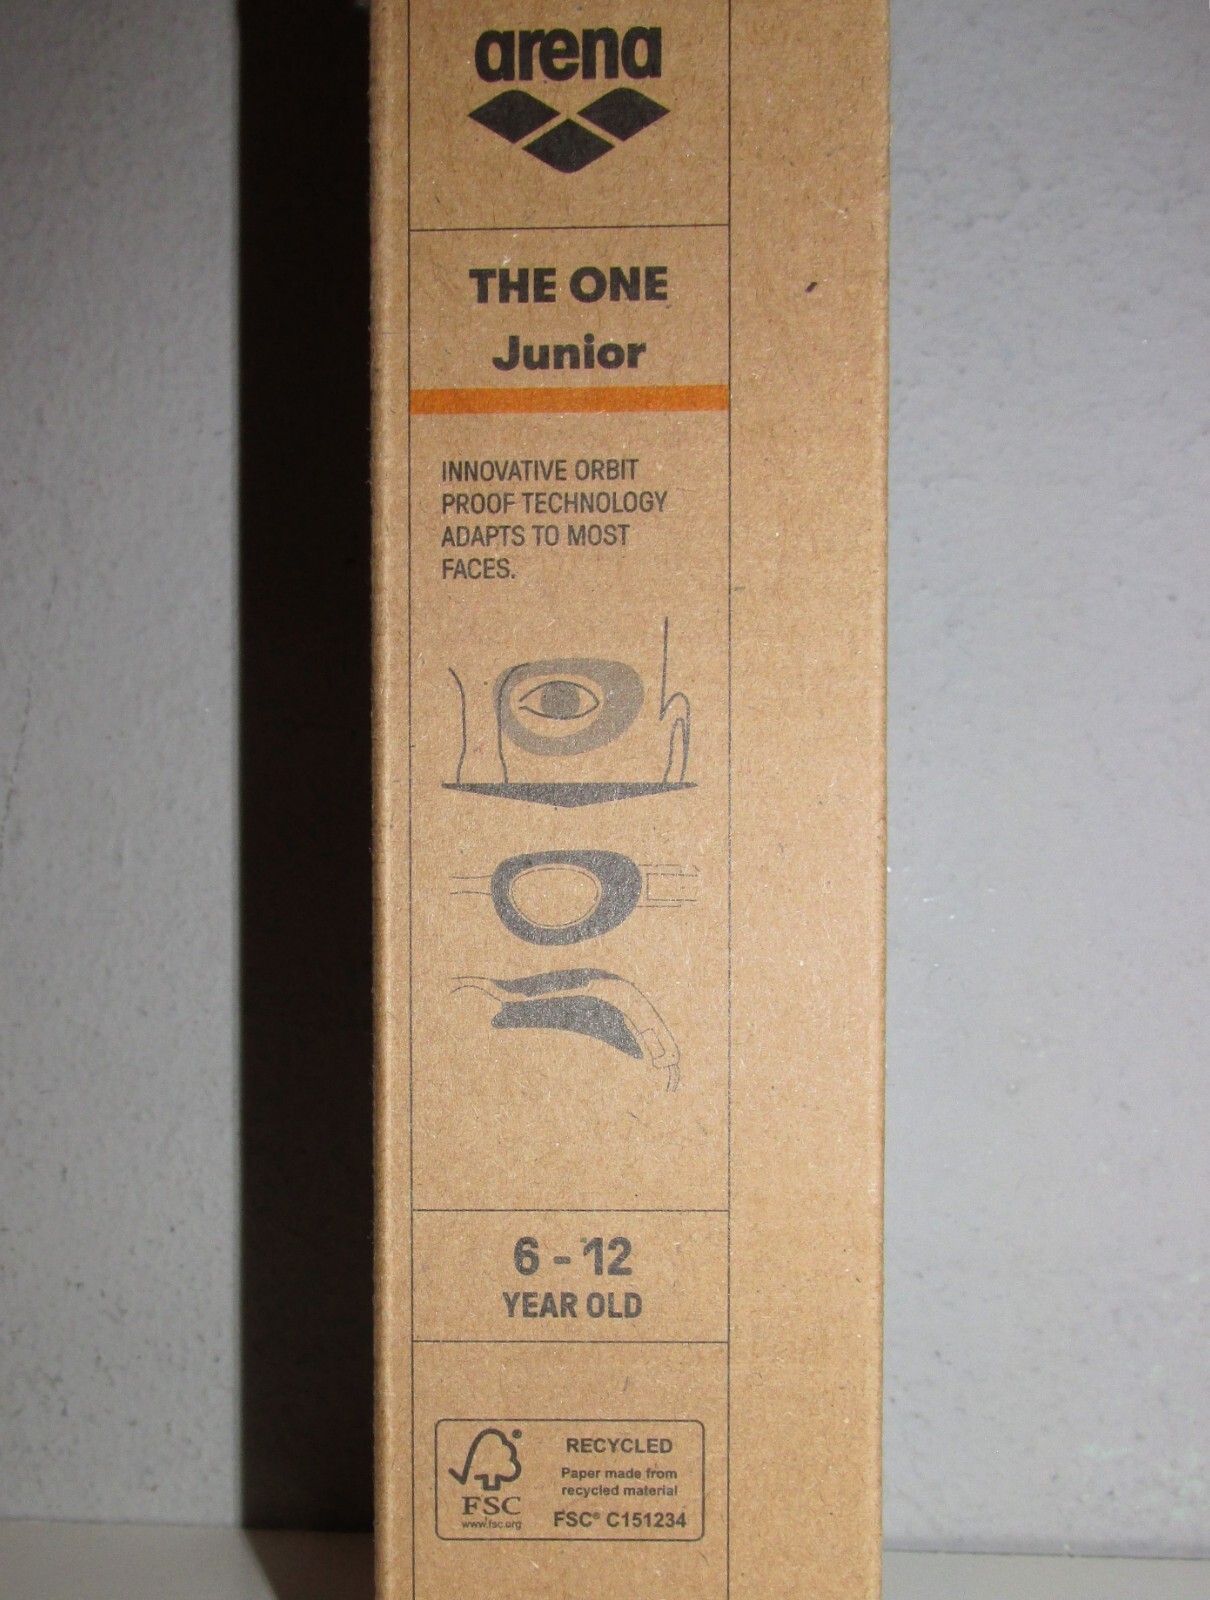 arena
THE ONE
Junior
INNOVATIVE ORBIT
PROOF TECHNOLOGY
ADAPTS TO MOST
FACES.
6 - 12
YEAR OLD
FSC®
www.fsc.org
RECYCLED
Paper made from
recycled material
FSC® C151234